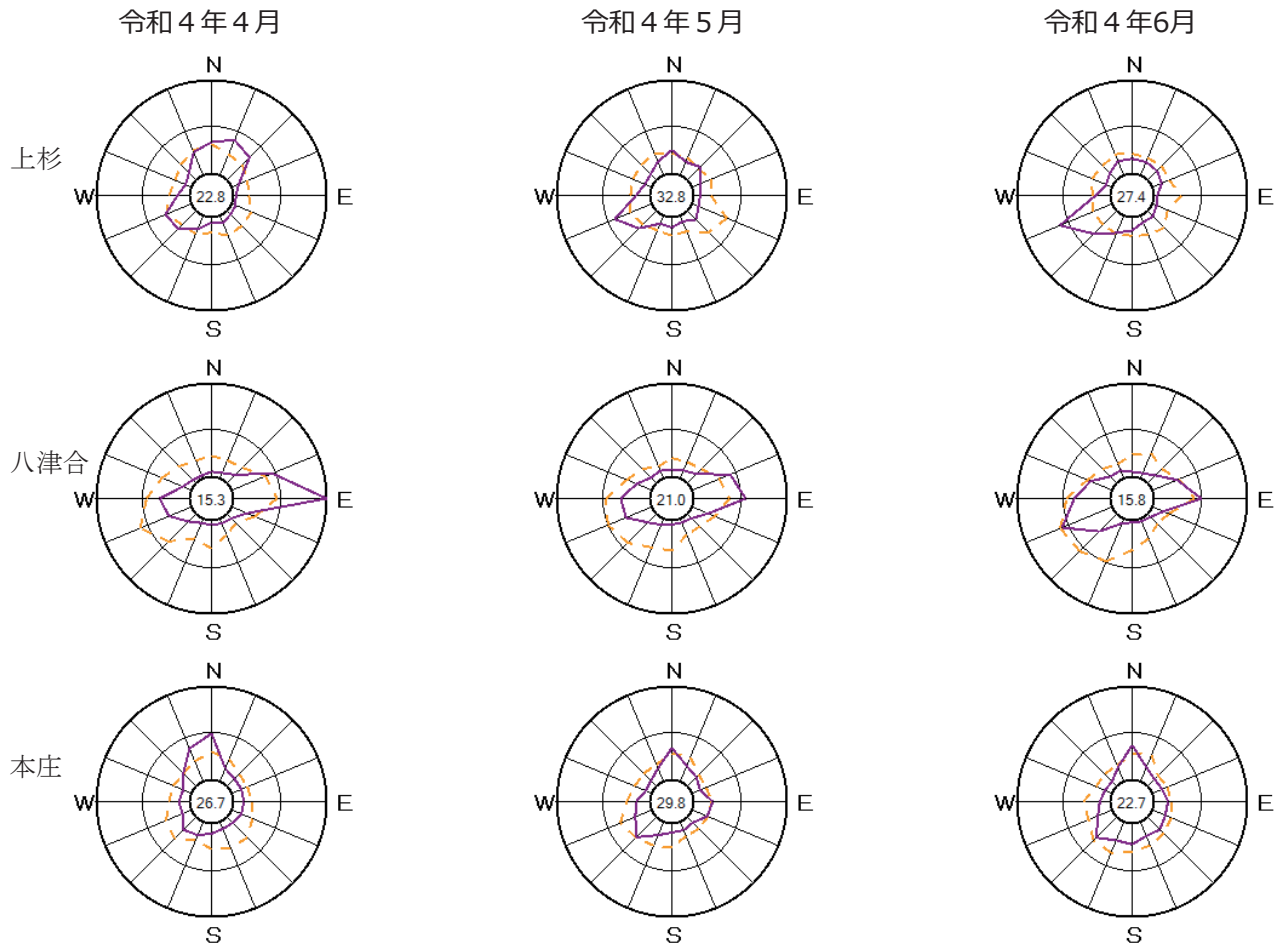 令和４年４月 令和４年５月 令和４年6月
N N N
上杉
W 22.8 E W 32.8 E W 27.4 E
S S S
N N N
八津合
W 15.3 E W 21.0 E W 15.8 E
S S S
N N N
本庄
W 26.7 E W 29.8 E W 22.7 E
S S S